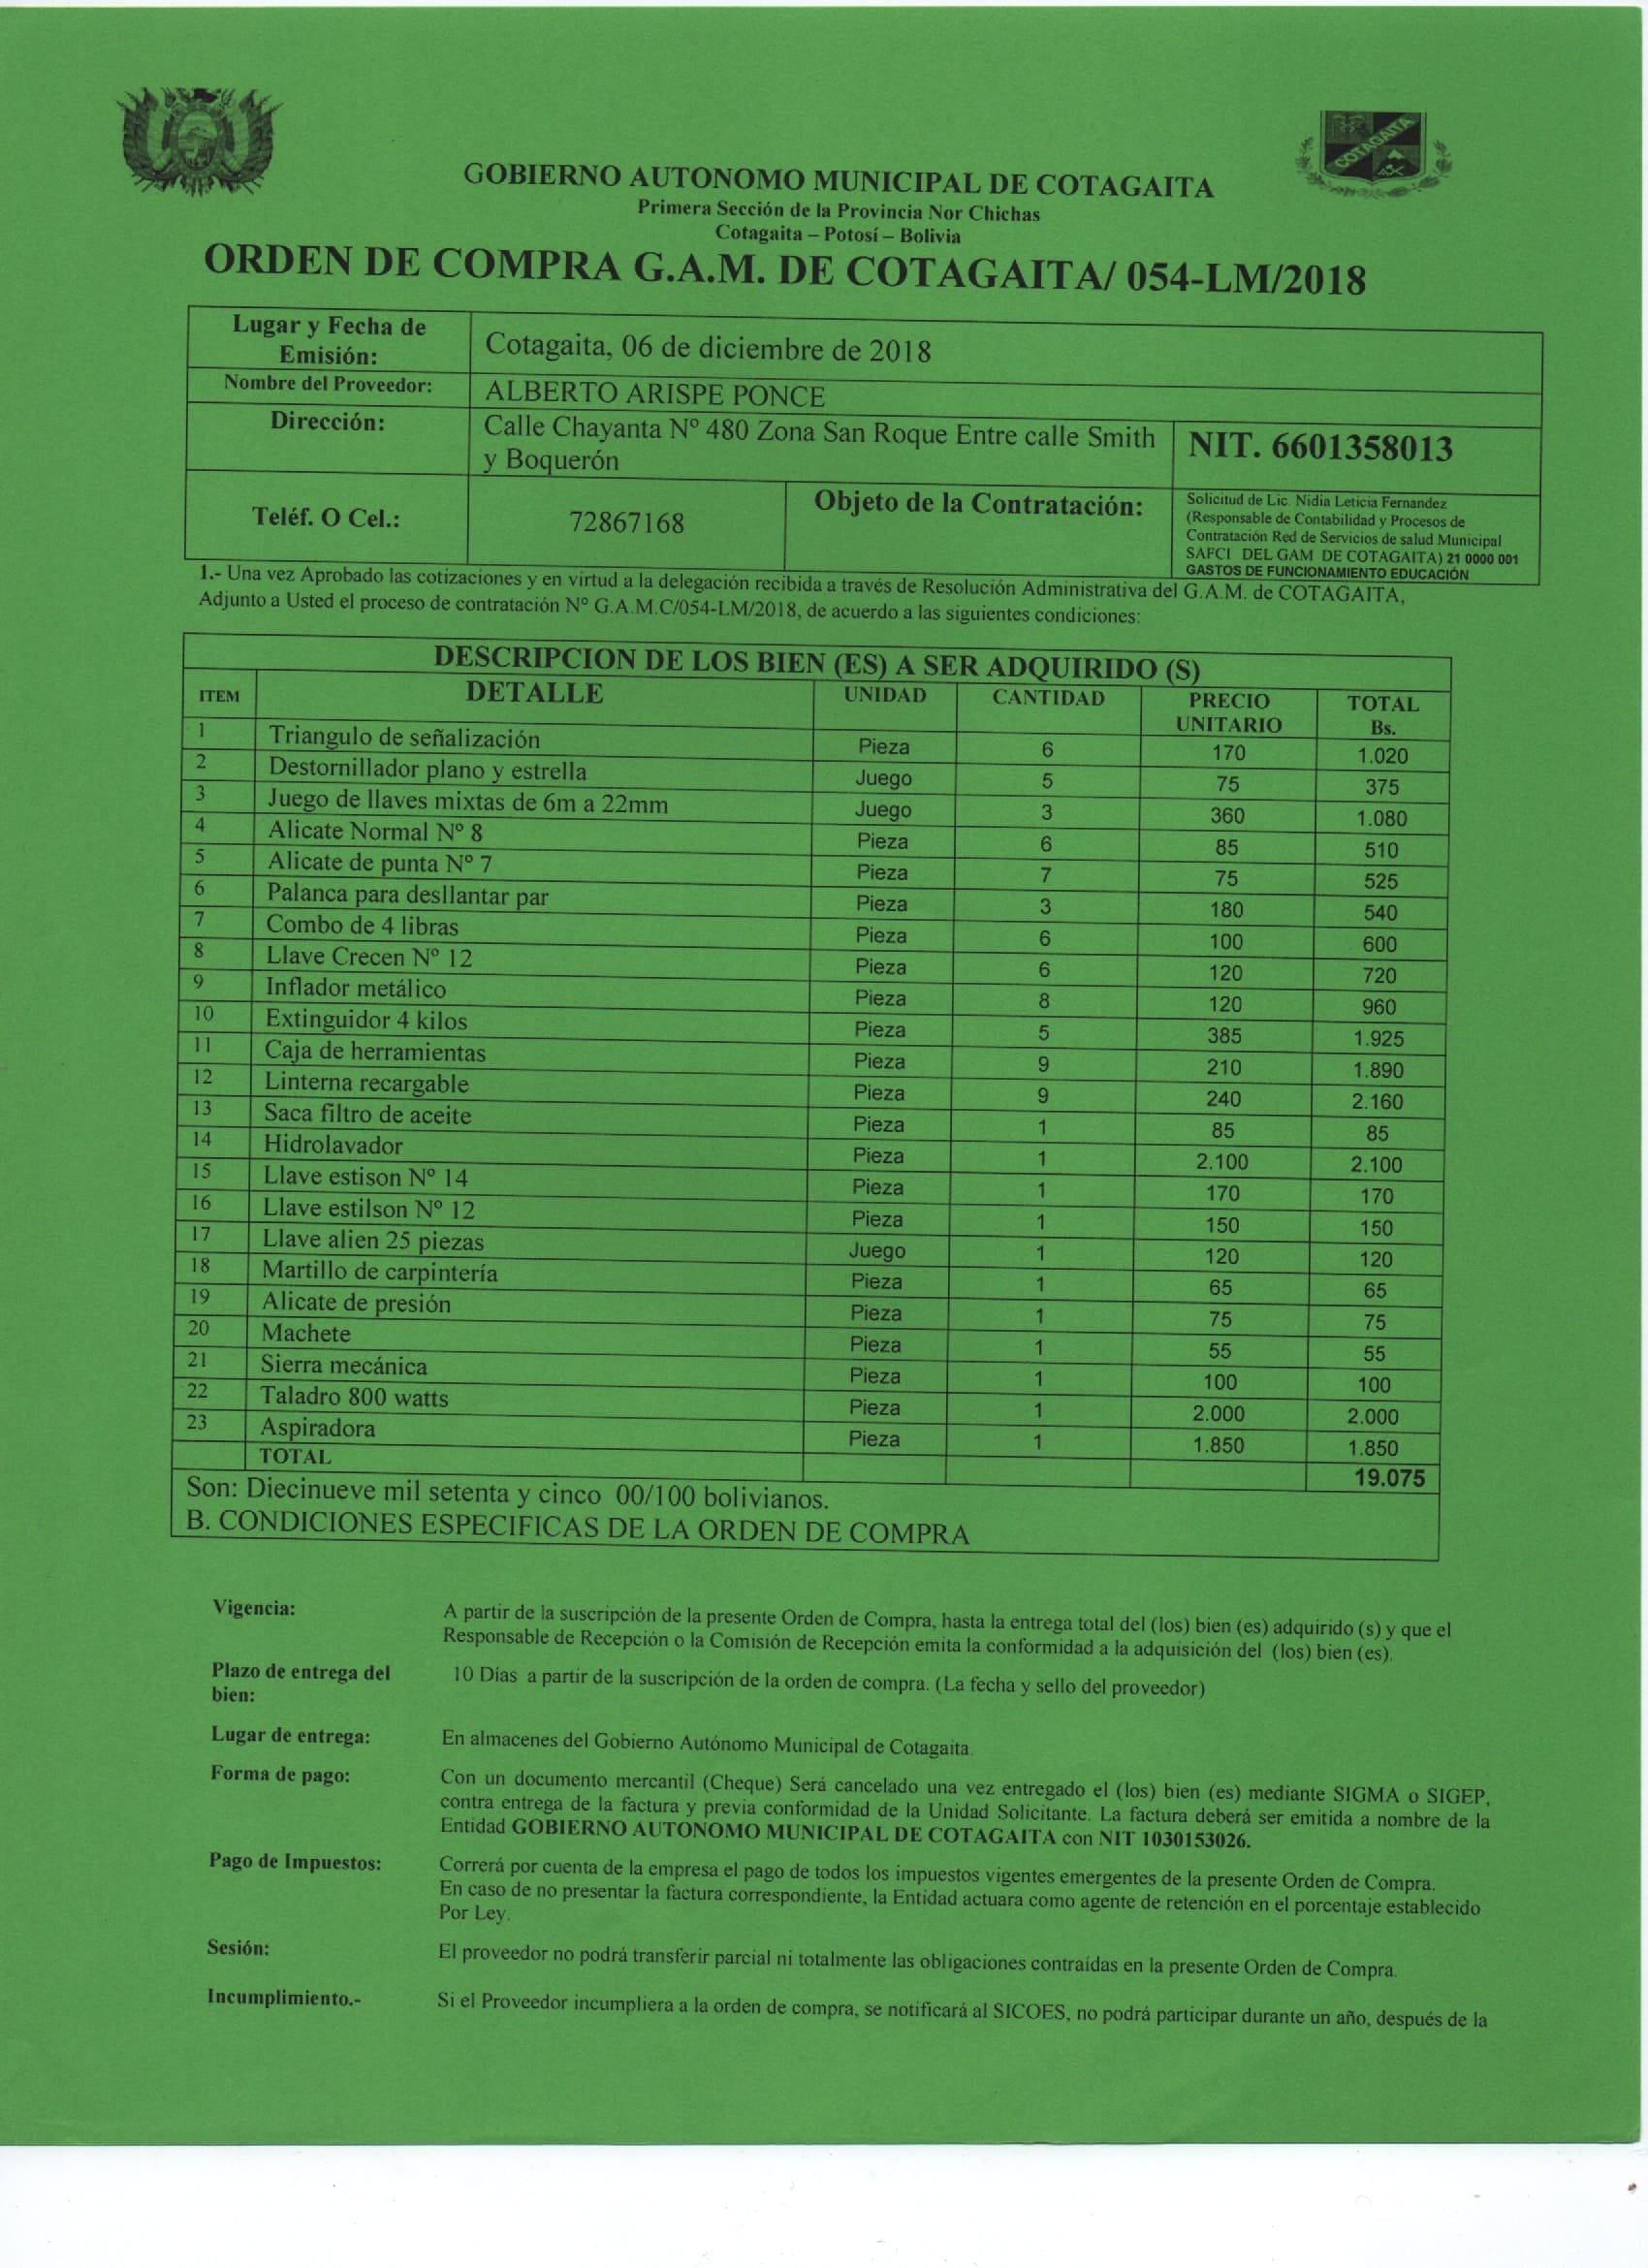 COTAGAITA
GOBIERNO AUTONOMO MUNICIPAL DE COTAGAITA
Primera Sección de la Provincia Nor Chichas
Cotagaita – Potosí – Bolivia
ORDEN DE COMPRA G.A.M. DE COTAGAITA/ 054-LM/2018
Lugar y Fecha de Emisión: Cotagaita, 06 de diciembre de 2018
Nombre del Proveedor: ALBERTO ARISPE PONCE
Dirección: Calle Chayanta Nº 480 Zona San Roque Entre calle Smith
y Boquerón
NIT. 6601358013
Teléf. O Cel.: 72867168
Objeto de la Contratación:
Solicitud de Lic. Nidia Leticia Fernandez
(Responsable de Contabilidad y Procesos de
Contratación Red de Servicios de salud Municipal
SAFCI DEL GAM DE COTAGAITA) 21 0000 001
GASTOS DE FUNCIONAMIENTO EDUCACIÓN
1.- Una vez Aprobado las cotizaciones y en virtud a la delegación recibida a través de Resolución Administrativa del G.A.M. de COTAGAITA,
Adjunto a Usted el proceso de contratación Nº G.A.M.C/054-LM/2018, de acuerdo a las siguientes condiciones:
DESCRIPCION DE LOS BIEN (ES) A SER ADQUIRIDO (S)
ITEM DETALLE UNIDAD CANTIDAD PRECIO UNITARIO TOTAL Bs.
1 Triangulo de señalización Pieza 6 170 1.020
2 Destornillador plano y estrella Juego 5 75 375
3 Juego de llaves mixtas de 6m a 22mm Juego 3 360 1.080
4 Alicate Normal Nº 8 Pieza 6 85 510
5 Alicate de punta Nº 7 Pieza 7 75 525
6 Palanca para desllantar par Pieza 3 180 540
7 Combo de 4 libras Pieza 6 100 600
8 Llave Crecen Nº 12 Pieza 6 120 720
9 Inflador metálico Pieza 8 120 960
10 Extinguidor 4 kilos Pieza 5 385 1.925
11 Caja de herramientas Pieza 9 210 1.890
12 Linterna recargable Pieza 9 240 2.160
13 Saca filtro de aceite Pieza 1 85 85
14 Hidrolavador Pieza 1 2.100 2.100
15 Llave estison Nº 14 Pieza 1 170 170
16 Llave estilson Nº 12 Pieza 1 150 150
17 Llave alien 25 piezas Juego 1 120 120
18 Martillo de carpintería Pieza 1 65 65
19 Alicate de presión Pieza 1 75 75
20 Machete Pieza 1 55 55
21 Sierra mecánica Pieza 1 100 100
22 Taladro 800 watts Pieza 1 2.000 2.000
23 Aspiradora Pieza 1 1.850 1.850
TOTAL 19.075
Son: Diecinueve mil setenta y cinco 00/100 bolivianos.
B. CONDICIONES ESPECIFICAS DE LA ORDEN DE COMPRA
Vigencia: A partir de la suscripción de la presente Orden de Compra, hasta la entrega total del (los) bien (es) adquirido (s) y que el
Responsable de Recepción o la Comisión de Recepción emita la conformidad a la adquisición del (los) bien (es).
Plazo de entrega del bien: 10 Días a partir de la suscripción de la orden de compra. (La fecha y sello del proveedor)
Lugar de entrega: En almacenes del Gobierno Autónomo Municipal de Cotagaita.
Forma de pago: Con un documento mercantil (Cheque) Será cancelado una vez entregado el (los) bien (es) mediante SIGMA o SIGEP,
contra entrega de la factura y previa conformidad de la Unidad Solicitante. La factura deberá ser emitida a nombre de la
Entidad GOBIERNO AUTONOMO MUNICIPAL DE COTAGAITA con NIT 1030153026.
Pago de Impuestos: Correrá por cuenta de la empresa el pago de todos los impuestos vigentes emergentes de la presente Orden de Compra.
En caso de no presentar la factura correspondiente, la Entidad actuara como agente de retención en el porcentaje establecido
Por Ley.
Sesión: El proveedor no podrá transferir parcial ni totalmente las obligaciones contraídas en la presente Orden de Compra.
Incumplimiento.- Si el Proveedor incumpliera a la orden de compra, se notificará al SICOES, no podrá participar durante un año, después de la